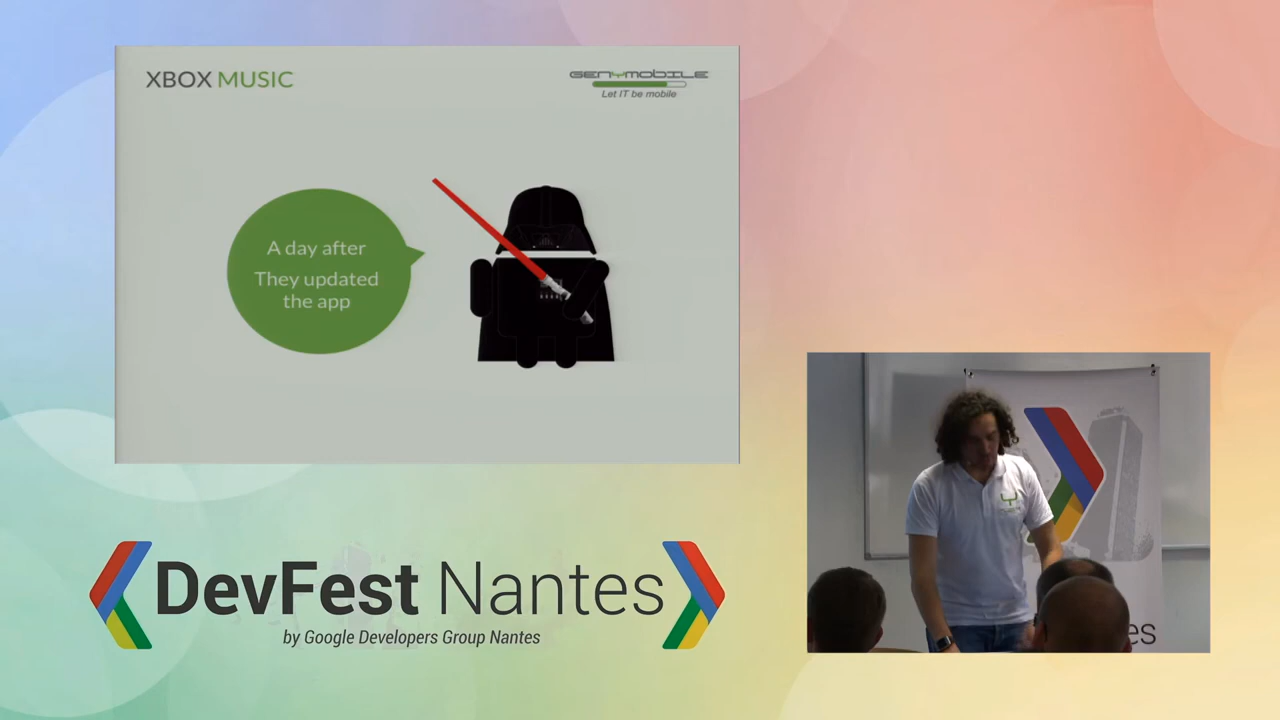 XBOX MUSIC
GENYMOBILE
Let IT be mobile
A day after
They updated
the app
DevFest Nantes
by Google Developers Group Nantes
es